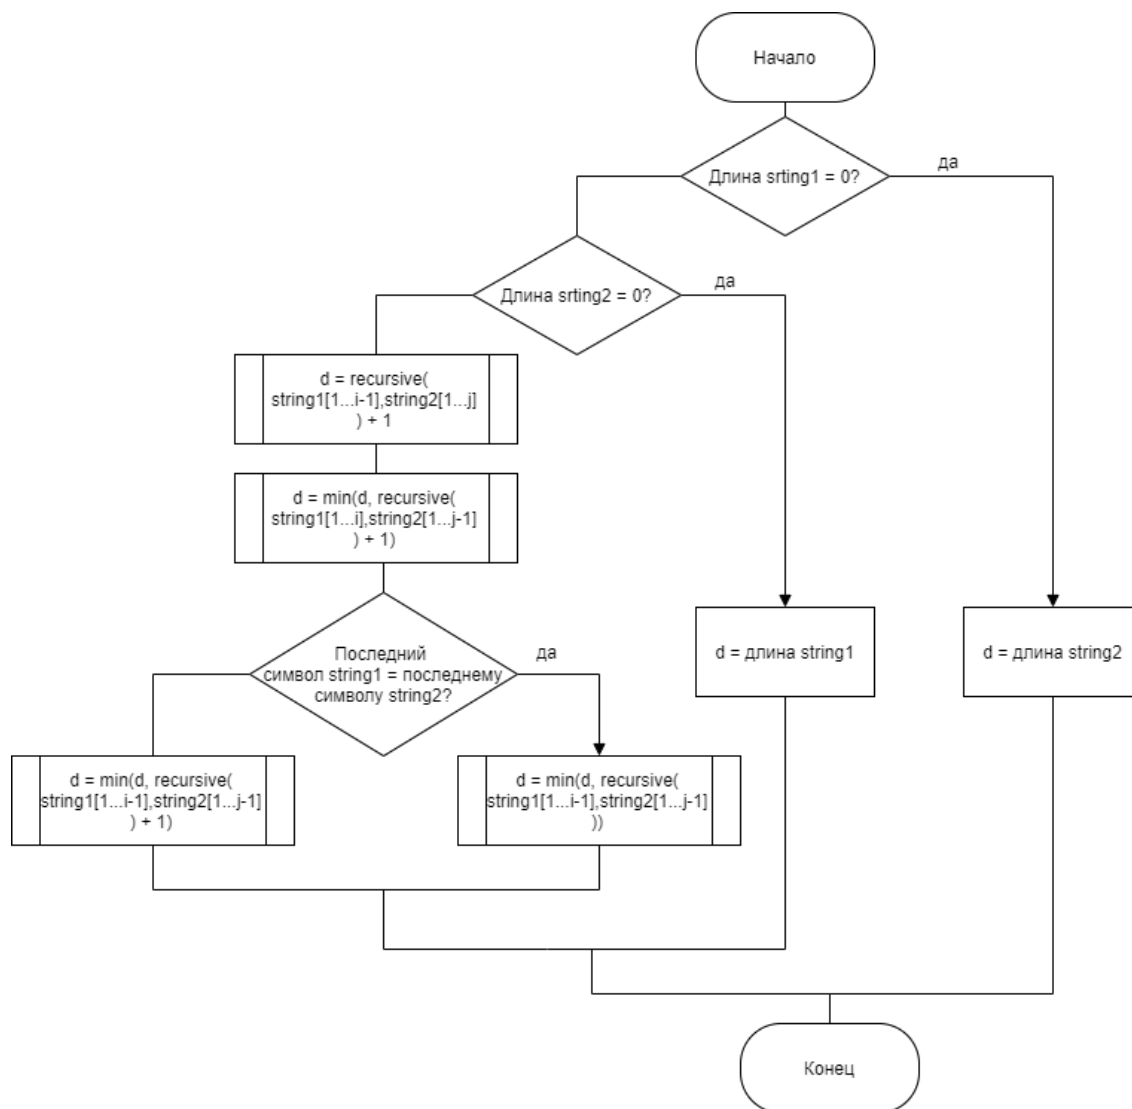 Начало
Длина srting1 = 0?
да
Длина srting2 = 0?
да
d = recursive(
string1[1...i-1],string2[1...j]
) + 1
d = min(d, recursive(
string1[1...i],string2[1...j-1]
) + 1)
Последний
символ string1 = последнему
символу string2?
да
d = длина string1
d = длина string2
d = min(d, recursive(
string1[1...i-1],string2[1...j-1]
) + 1)
d = min(d, recursive(
string1[1...i-1],string2[1...j-1]
))
Конец